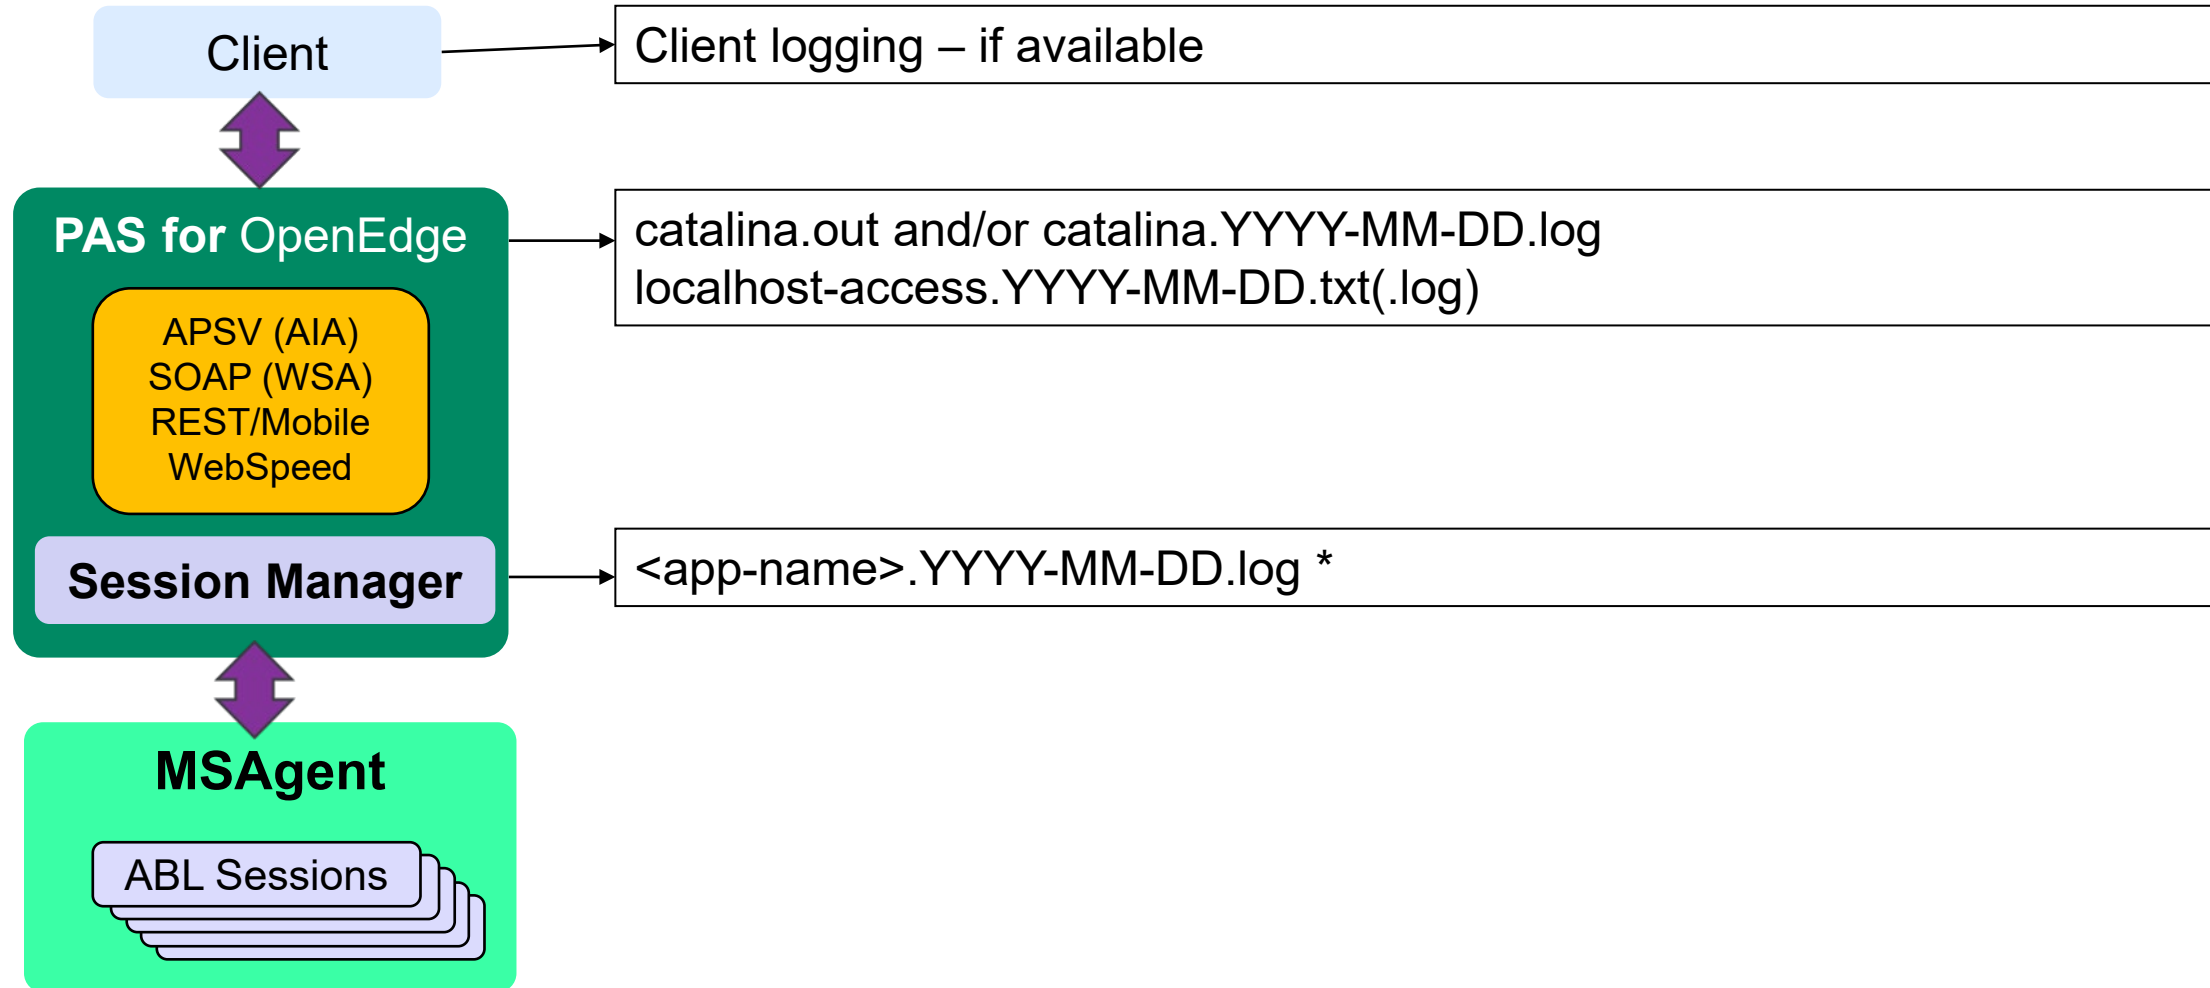 Client
Client logging – if available
PAS for OpenEdge
catalina.out and/or catalina.YYYY-MM-DD.log
localhost-access.YYYY-MM-DD.txt(.log)
APSV (AIA)
SOAP (WSA)
REST/Mobile
WebSpeed
Session Manager
<app-name>.YYYY-MM-DD.log *
MSAgent
ABL Sessions